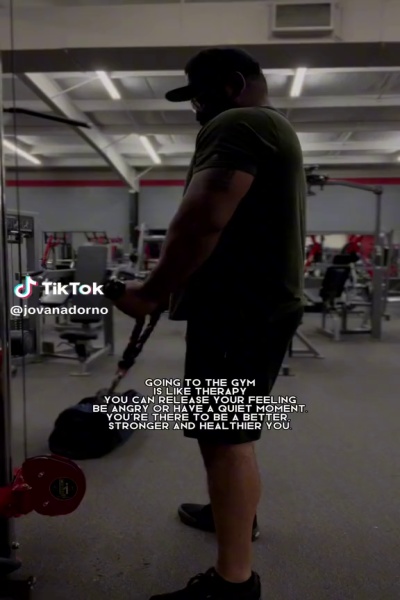 TikTok
@jovanadorno
GOING TO THE GYM
IS LIKE THERAPY
YOU CAN RELEASE YOUR FEELING
BE ANGRY OR HAVE A QUIET MOMENT.
YOU'RE THERE TO BE A BETTER,
STRONGER AND HEALTHIER YOU.